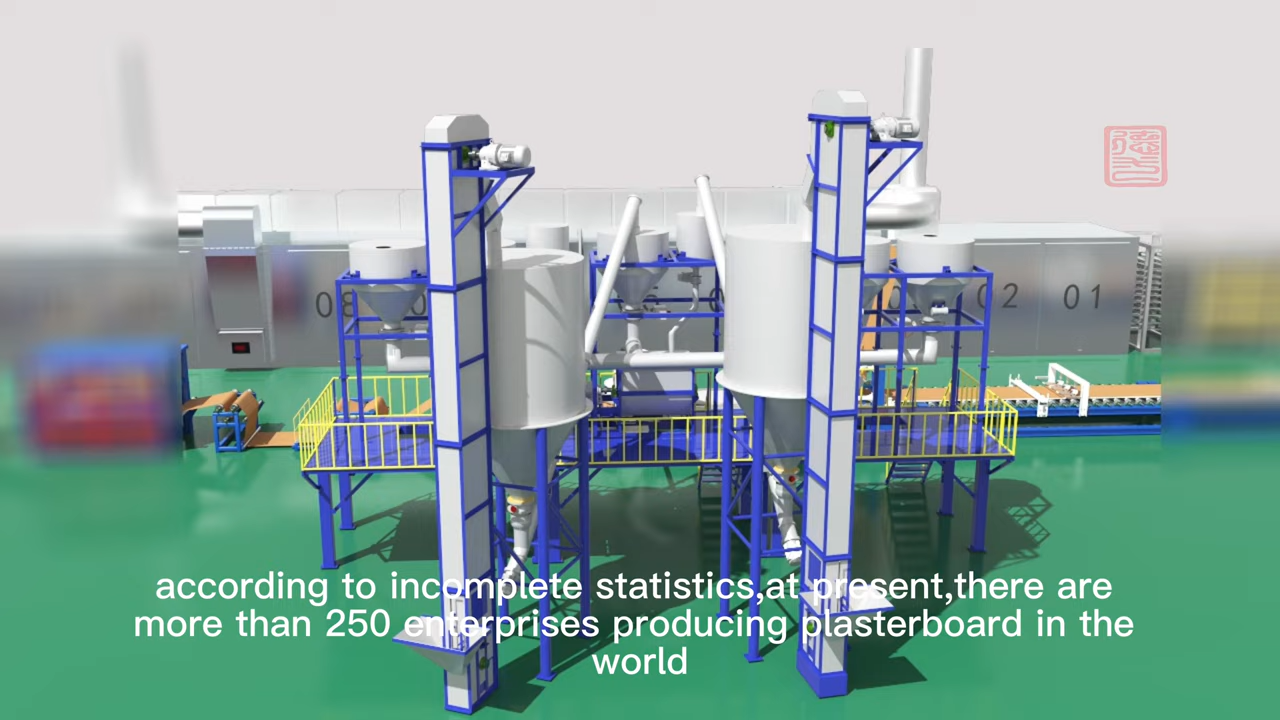 08
02 01
according to incomplete statistics,at present,there are
more than 250 enterprises producing plasterboard in the
world